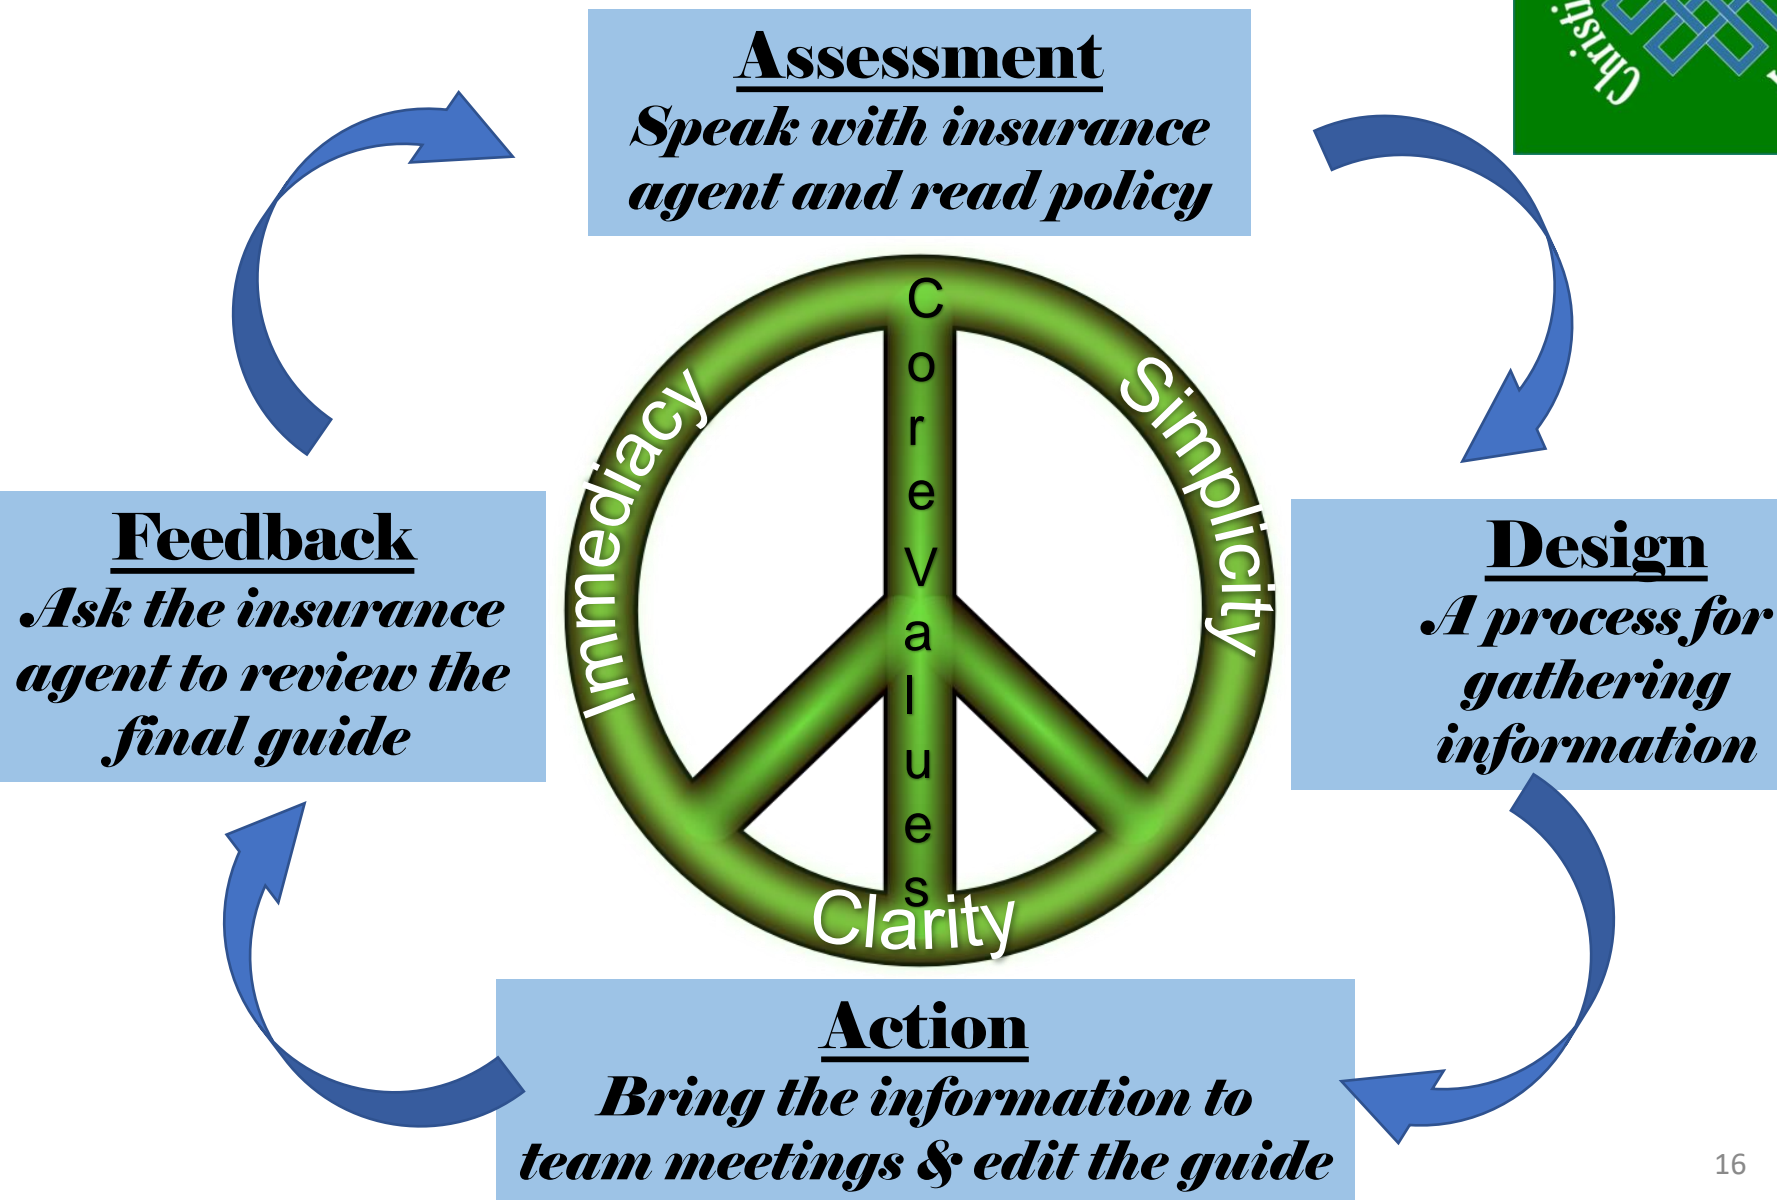 Assessment
Speak with insurance
agent and read policy
Christi
Core Values
Immediacy
Simplicity
Clarity
Feedback
Ask the insurance
agent to review the
final guide
Design
A process for
gathering
information
Action
Bring the information to
team meetings & edit the guide
16